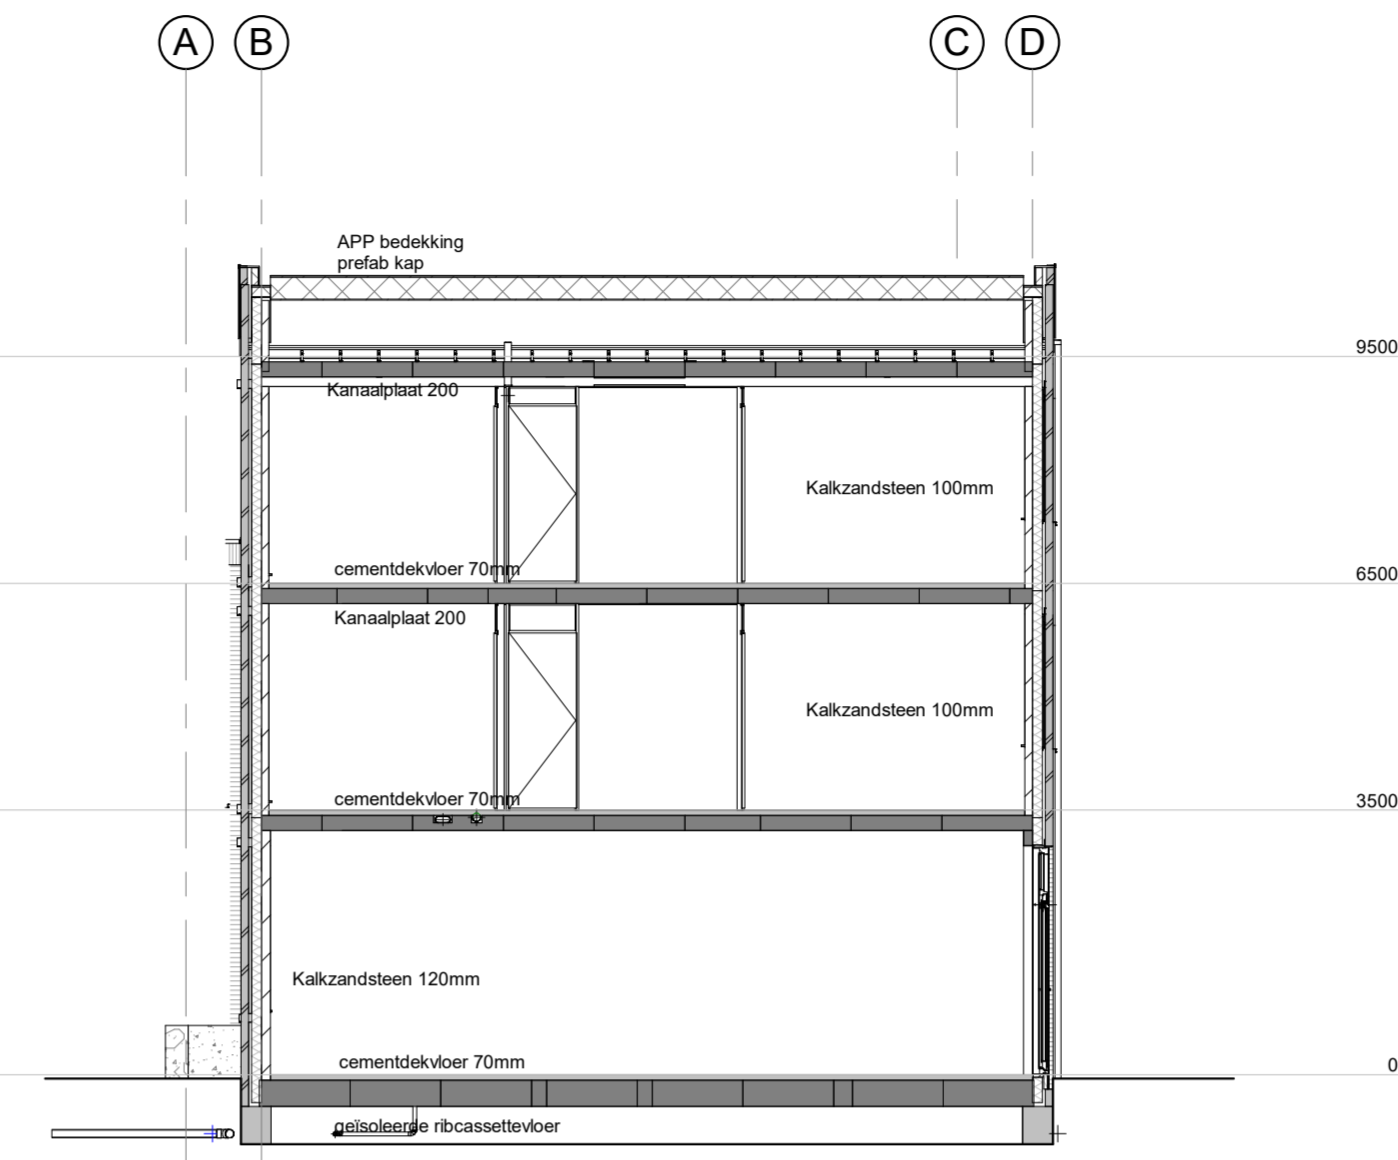 A B C D
APP bedekking
prefab kap
9500
Kanaalplaat 200
Kalkzandsteen 100mm
cementdekvloer 70mm
6500
Kanaalplaat 200
Kalkzandsteen 100mm
cementdekvloer 70mm
3500
Kalkzandsteen 120mm
cementdekvloer 70mm
0
geïsoleerde ribcassettevloer